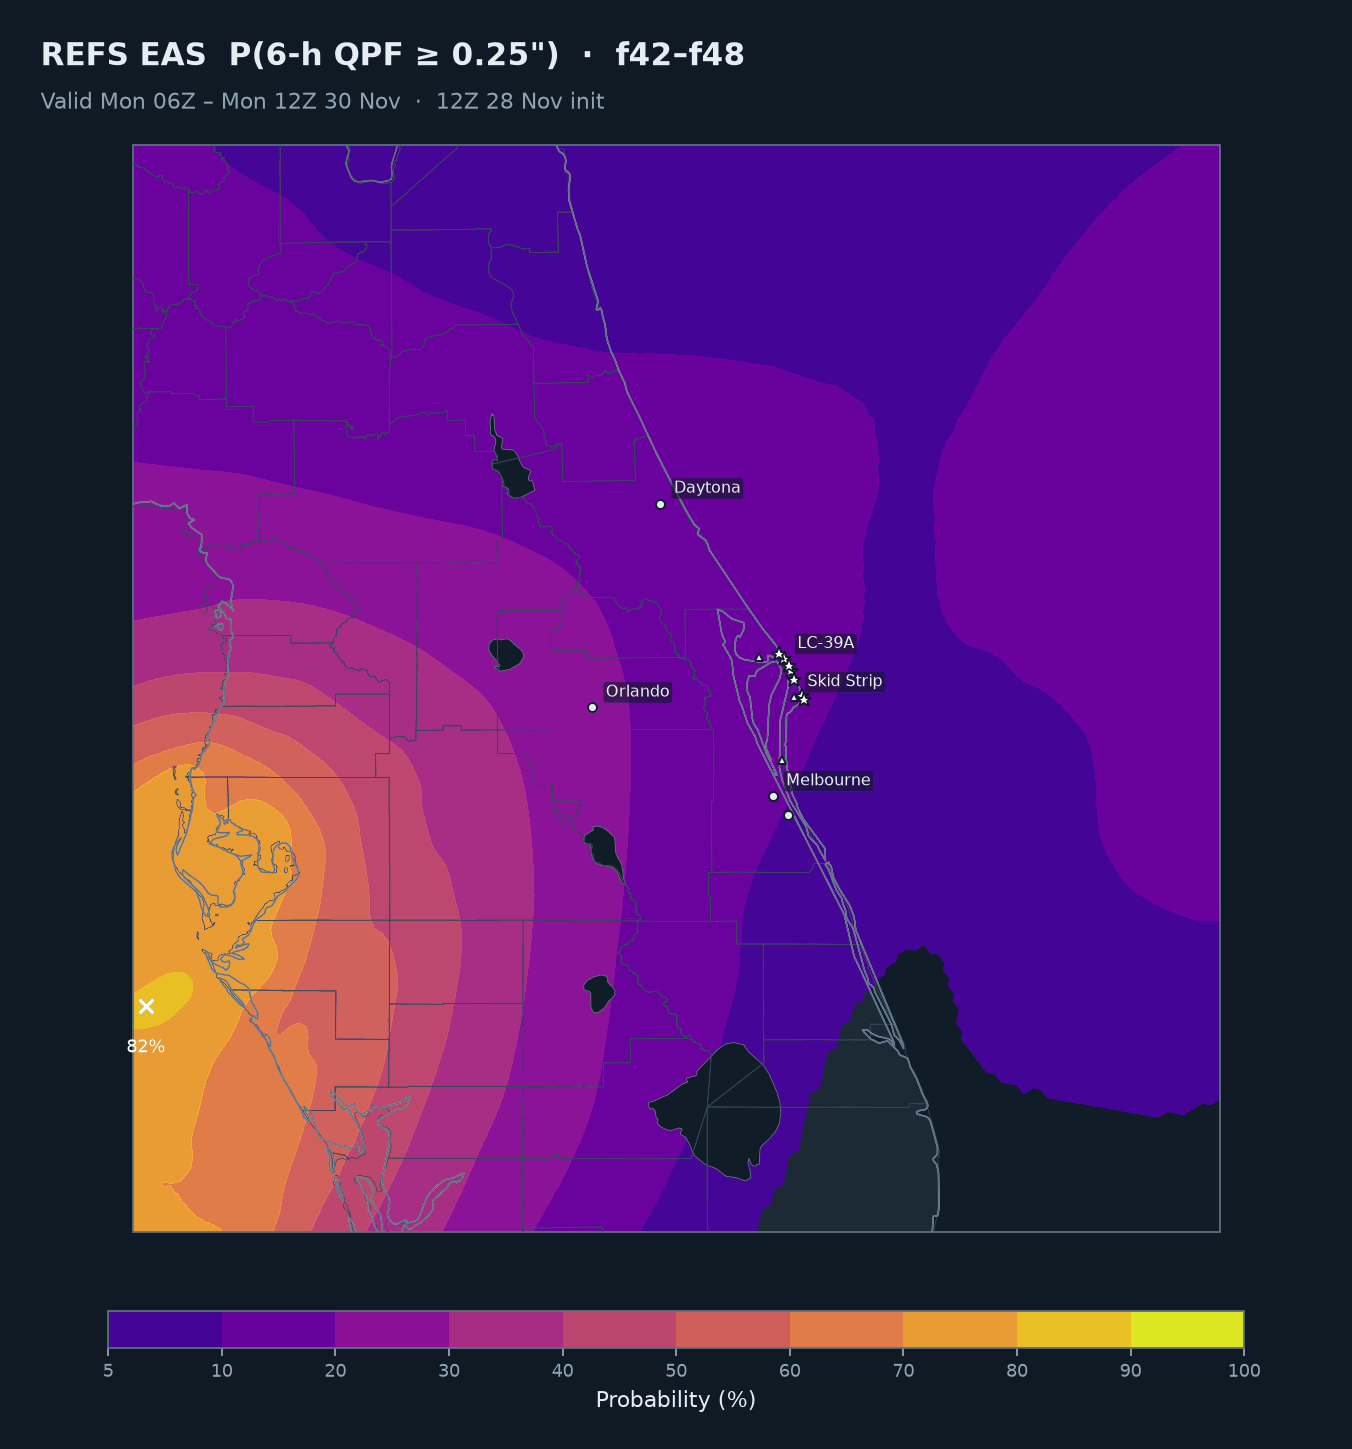 REFS EAS  P(6-h QPF ≥ 0.25")  ·  f42–f48
Valid Mon 06Z – Mon 12Z 30 Nov  ·  12Z 28 Nov init
Daytona
LC-39A
Skid Strip
Orlando
Melbourne
82%
5 10 20 30 40 50 60 70 80 90 100
Probability (%)